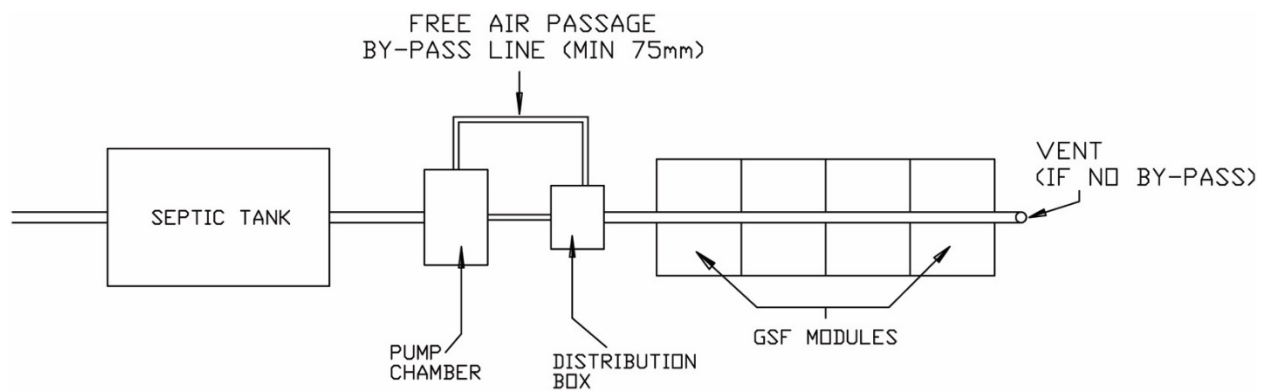 FREE AIR PASSAGE
BY-PASS LINE (MIN 75mm)
VENT
(IF NO BY-PASS)
SEPTIC TANK
PUMP
CHAMBER
DISTRIBUTION
BOX
GSF MODULES